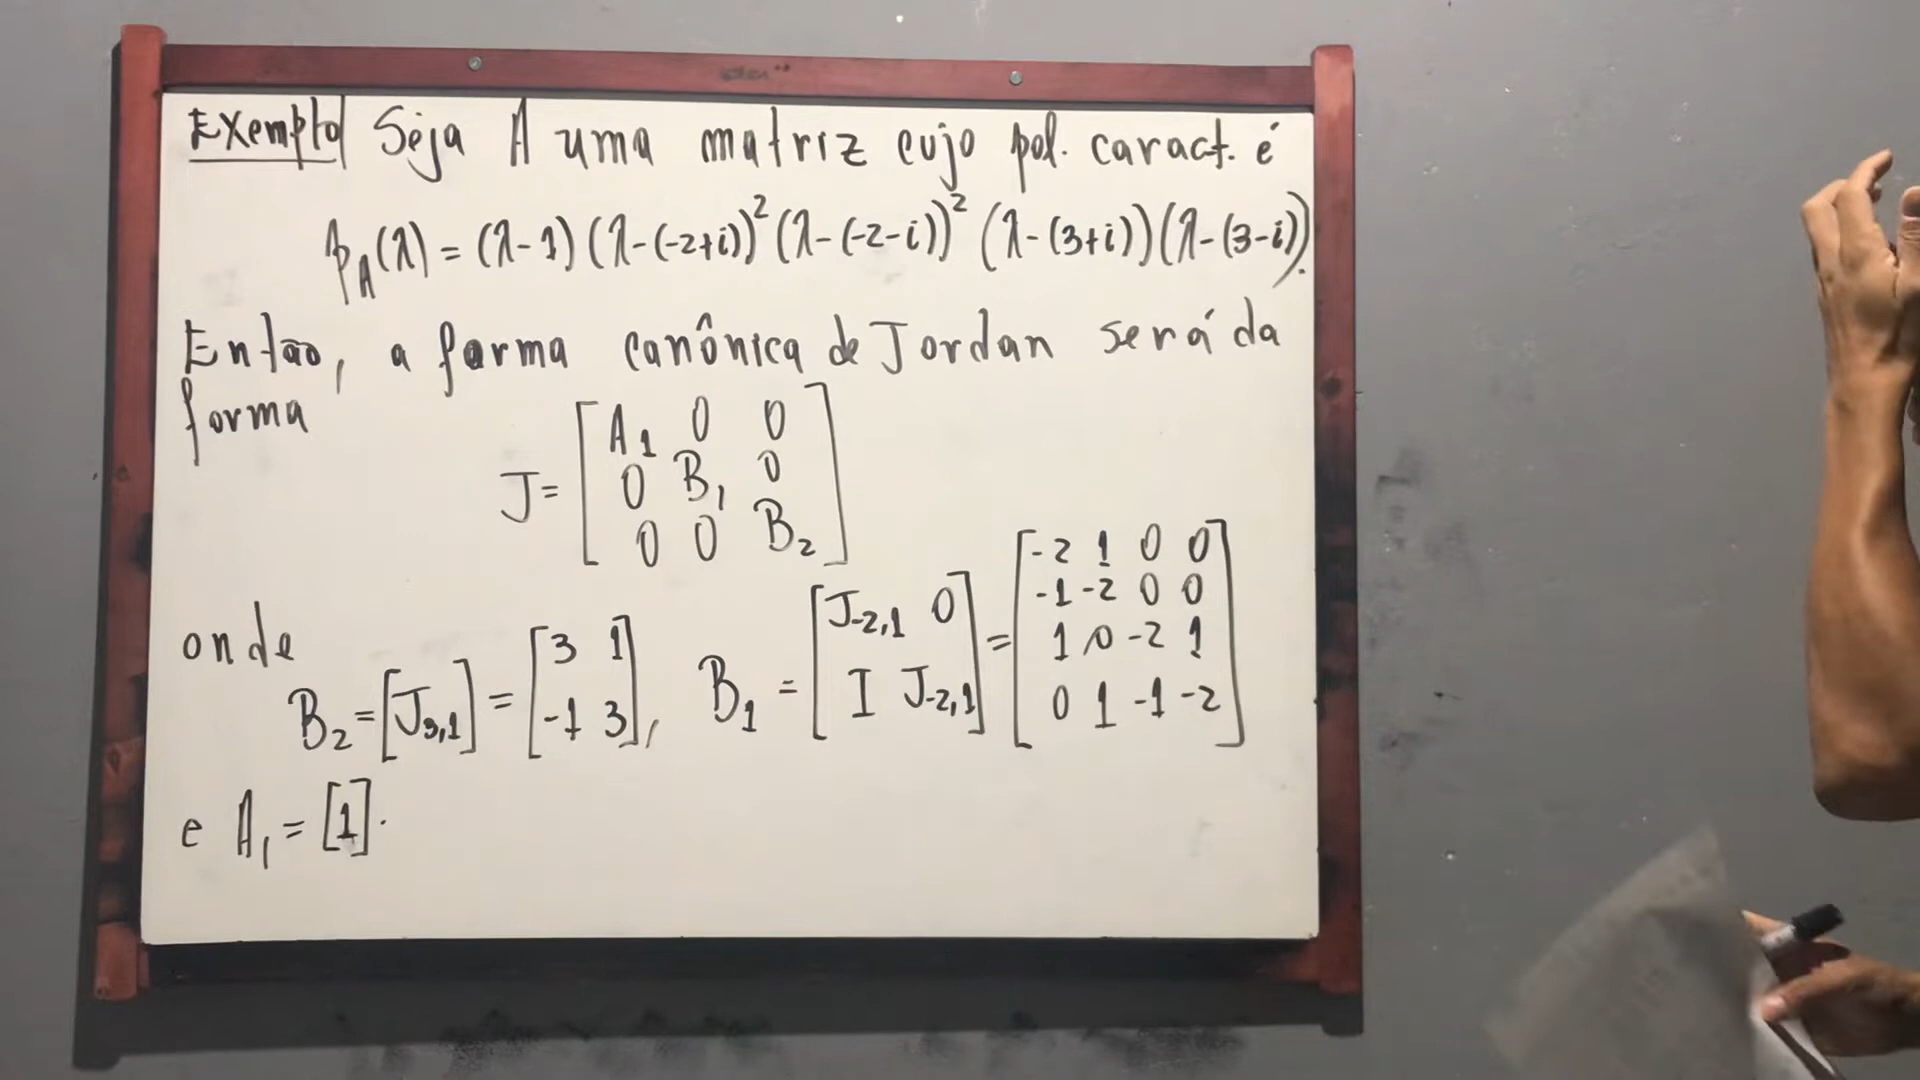 Exemplo Seja A uma matriz cujo pol. caract. é
p_A(λ) = (λ-1)(λ-(-2+i))²(λ-(-2-i))²(λ-(3+i))(λ-(3-i)).
Então, a forma canônica de Jordan será da
forma
J = [A₁ 0 0
0 B₁ 0
0 0 B₂]
onde
B₂ = [J₃,₁] = [3 1
-1 3],
B₁ = [J₋₂,₁ 0
I J₋₂,₁] = [-2 1 0 0
-1 -2 0 0
1 0 -2 1
0 1 -1 -2]
e A₁ = [1].